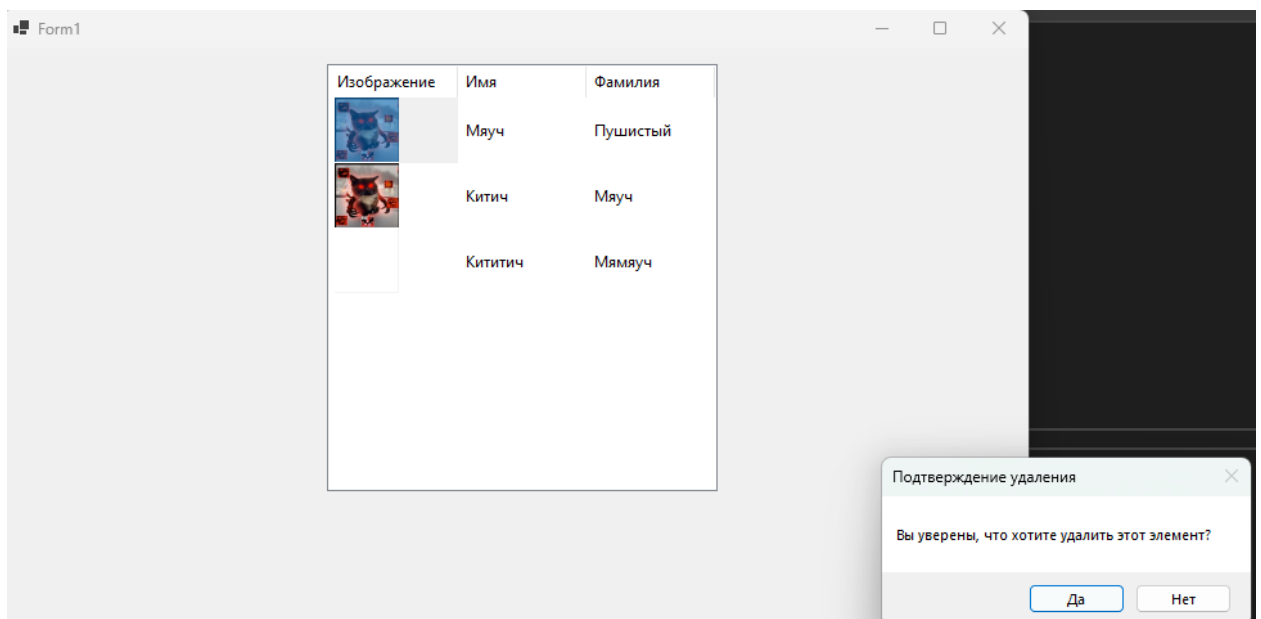 Form1
Изображение Имя Фамилия
Мяуч Пушистый
Китич Мяуч
Кититич Мямяуч
Подтверждение удаления
Вы уверены, что хотите удалить этот элемент?
Да Нет